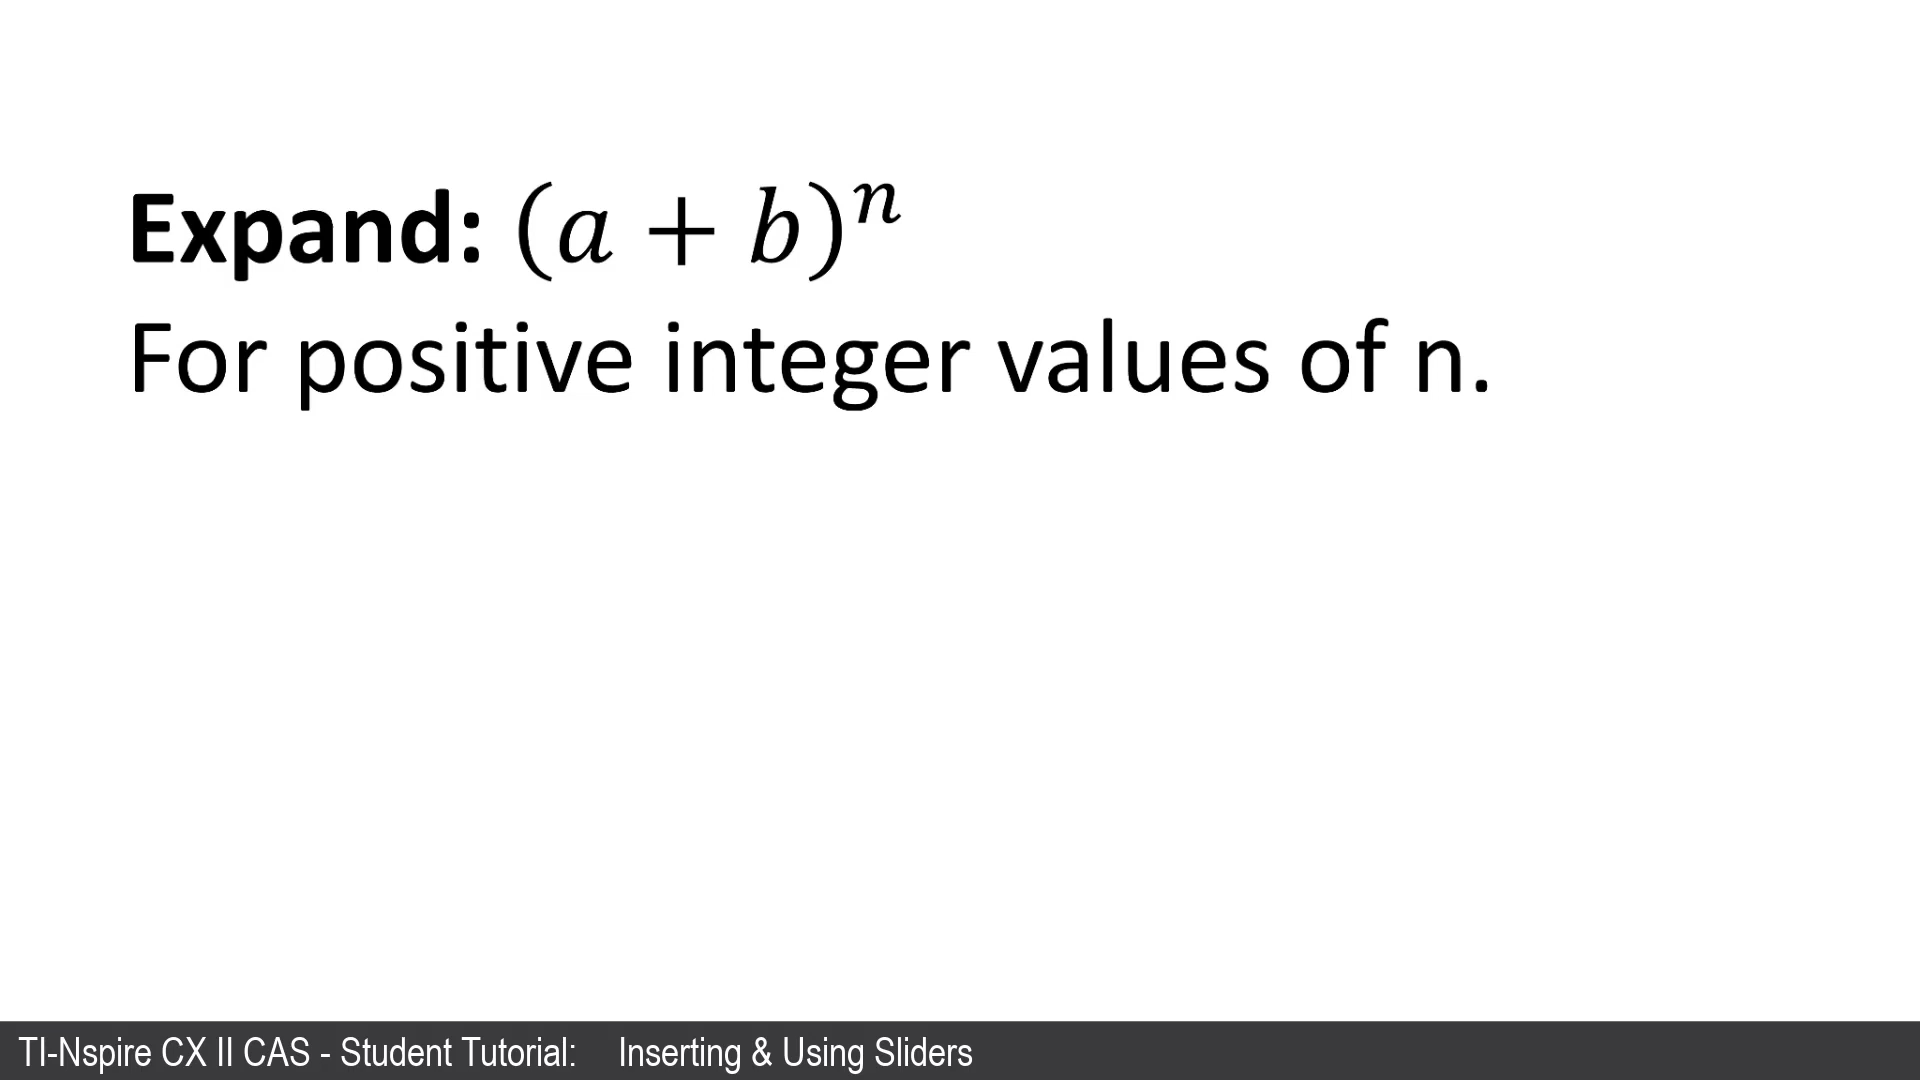 Expand: (a + b)ⁿ
For positive integer values of n.
TI-Nspire CX II CAS - Student Tutorial: Inserting & Using Sliders